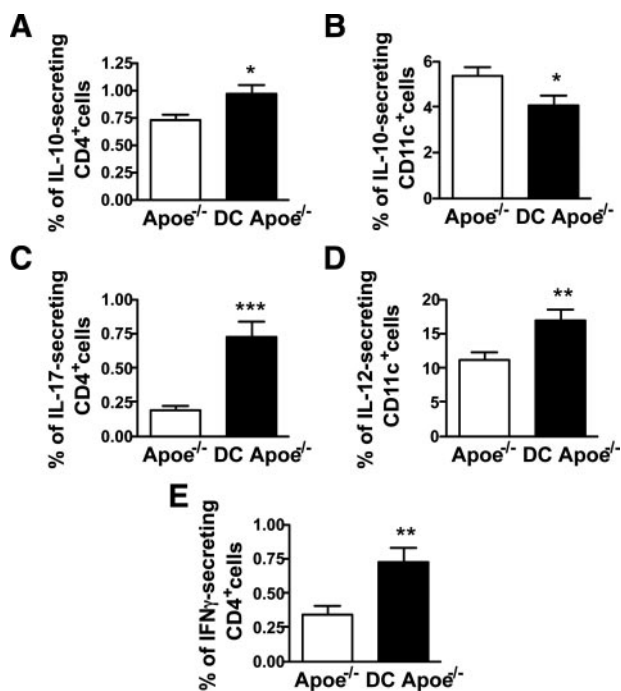 A
% of IL-10-secreting
CD4+cells
1.25
1.00
0.75
0.50
0.25
0.00
*
Apoe-/- DC Apoe-/-
B
% of IL-10-secreting
CD11c+cells
6
4
2
0
*
Apoe-/- DC Apoe-/-
C
% of IL-17-secreting
CD4+cells
1.00
0.75
0.50
0.25
0.00
***
Apoe-/- DC Apoe-/-
D
% of IL-12-secreting
CD11c+cells
20
15
10
5
0
**
Apoe-/- DC Apoe-/-
E
% of IFNγ-secreting
CD4+cells
1.00
0.75
0.50
0.25
0.00
**
Apoe-/- DC Apoe-/-